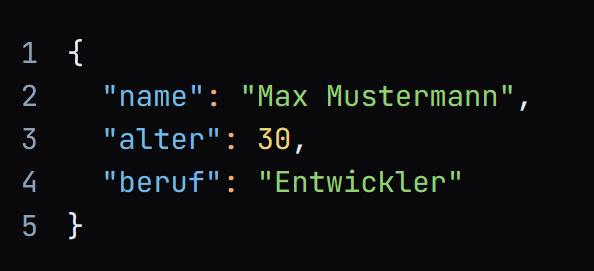 1 {
2   "name": "Max Mustermann",
3   "alter": 30,
4   "beruf": "Entwickler"
5 }